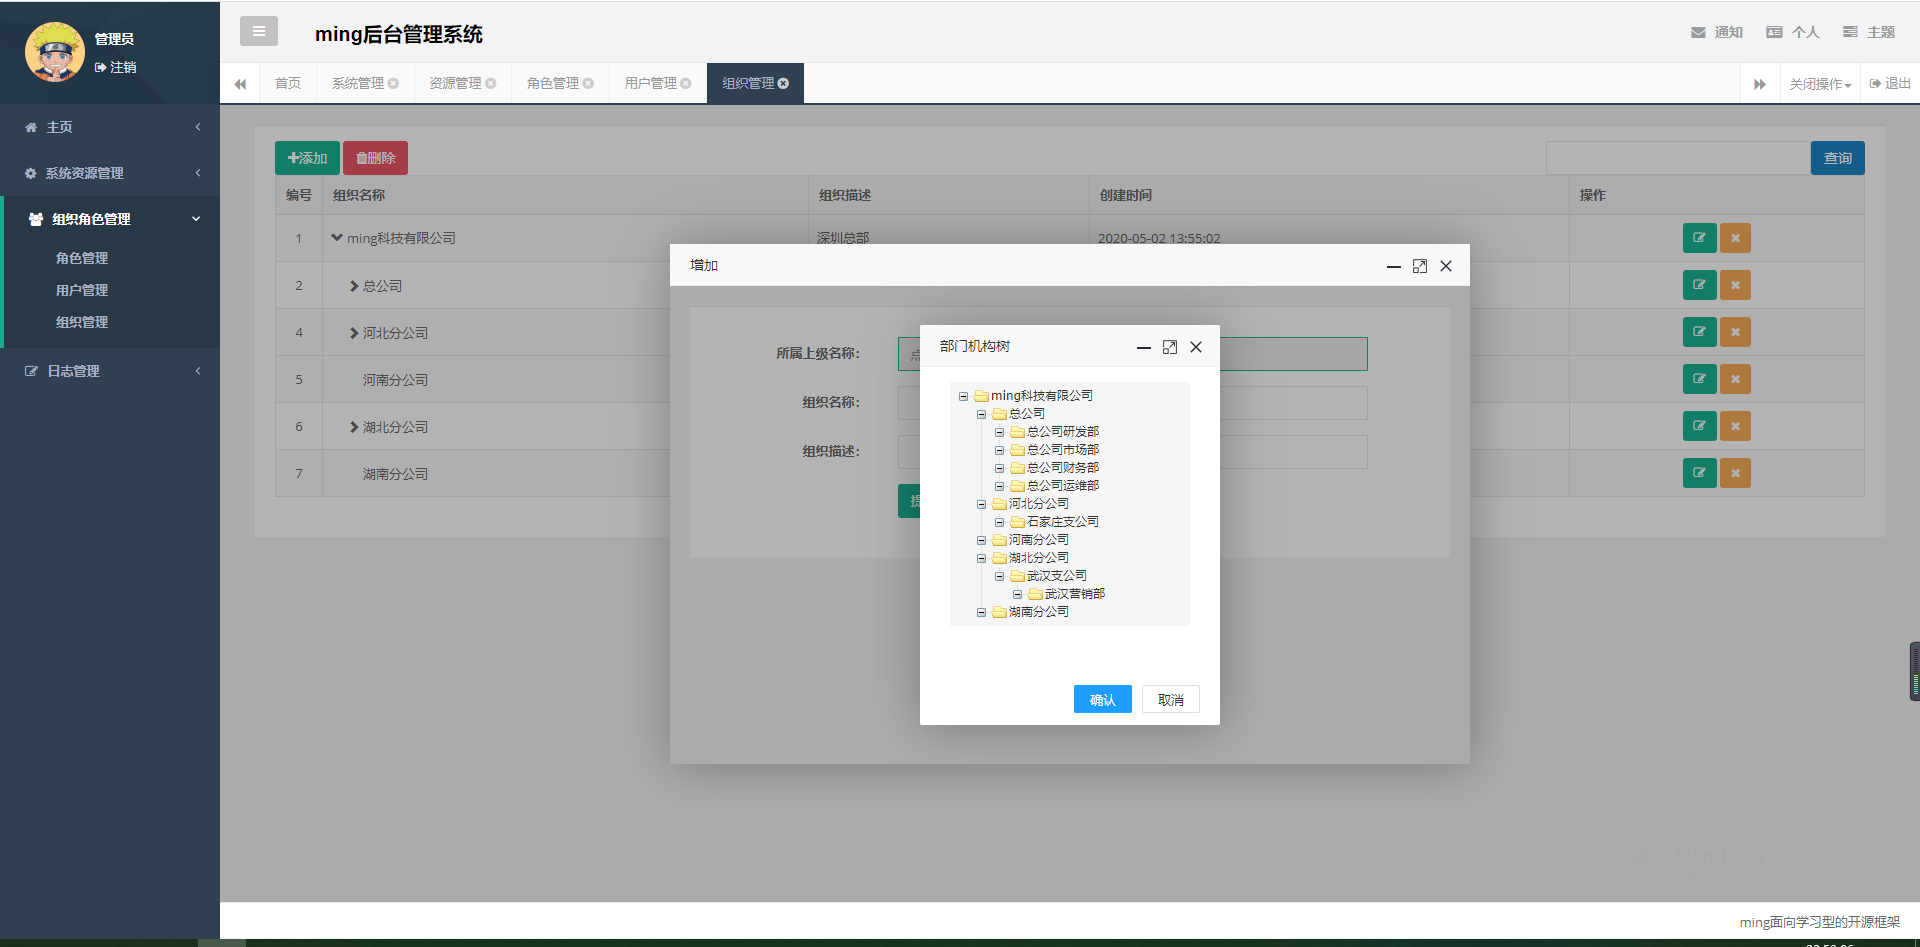 管理员
注销
ming后台管理系统
通知 个人 主题
首页 系统管理 资源管理 角色管理 用户管理 组织管理 关闭操作 退出
主页
系统资源管理
组织角色管理
角色管理
用户管理
组织管理
日志管理
添加 删除 查询
编号 组织名称 组织描述 创建时间 操作
1 ming科技有限公司 深圳总部 2020-05-02 13:55:02
2 总公司
4 河北分公司
5 河南分公司
6 湖北分公司
7 湖南分公司
增加
所属上级名称： 点
组织名称：
组织描述：
提
部门机构树
ming科技有限公司
总公司
总公司研发部
总公司市场部
总公司财务部
总公司运维部
河北分公司
石家庄支公司
河南分公司
湖北分公司
武汉支公司
武汉营销部
湖南分公司
确认 取消
ming面向学习型的开源框架